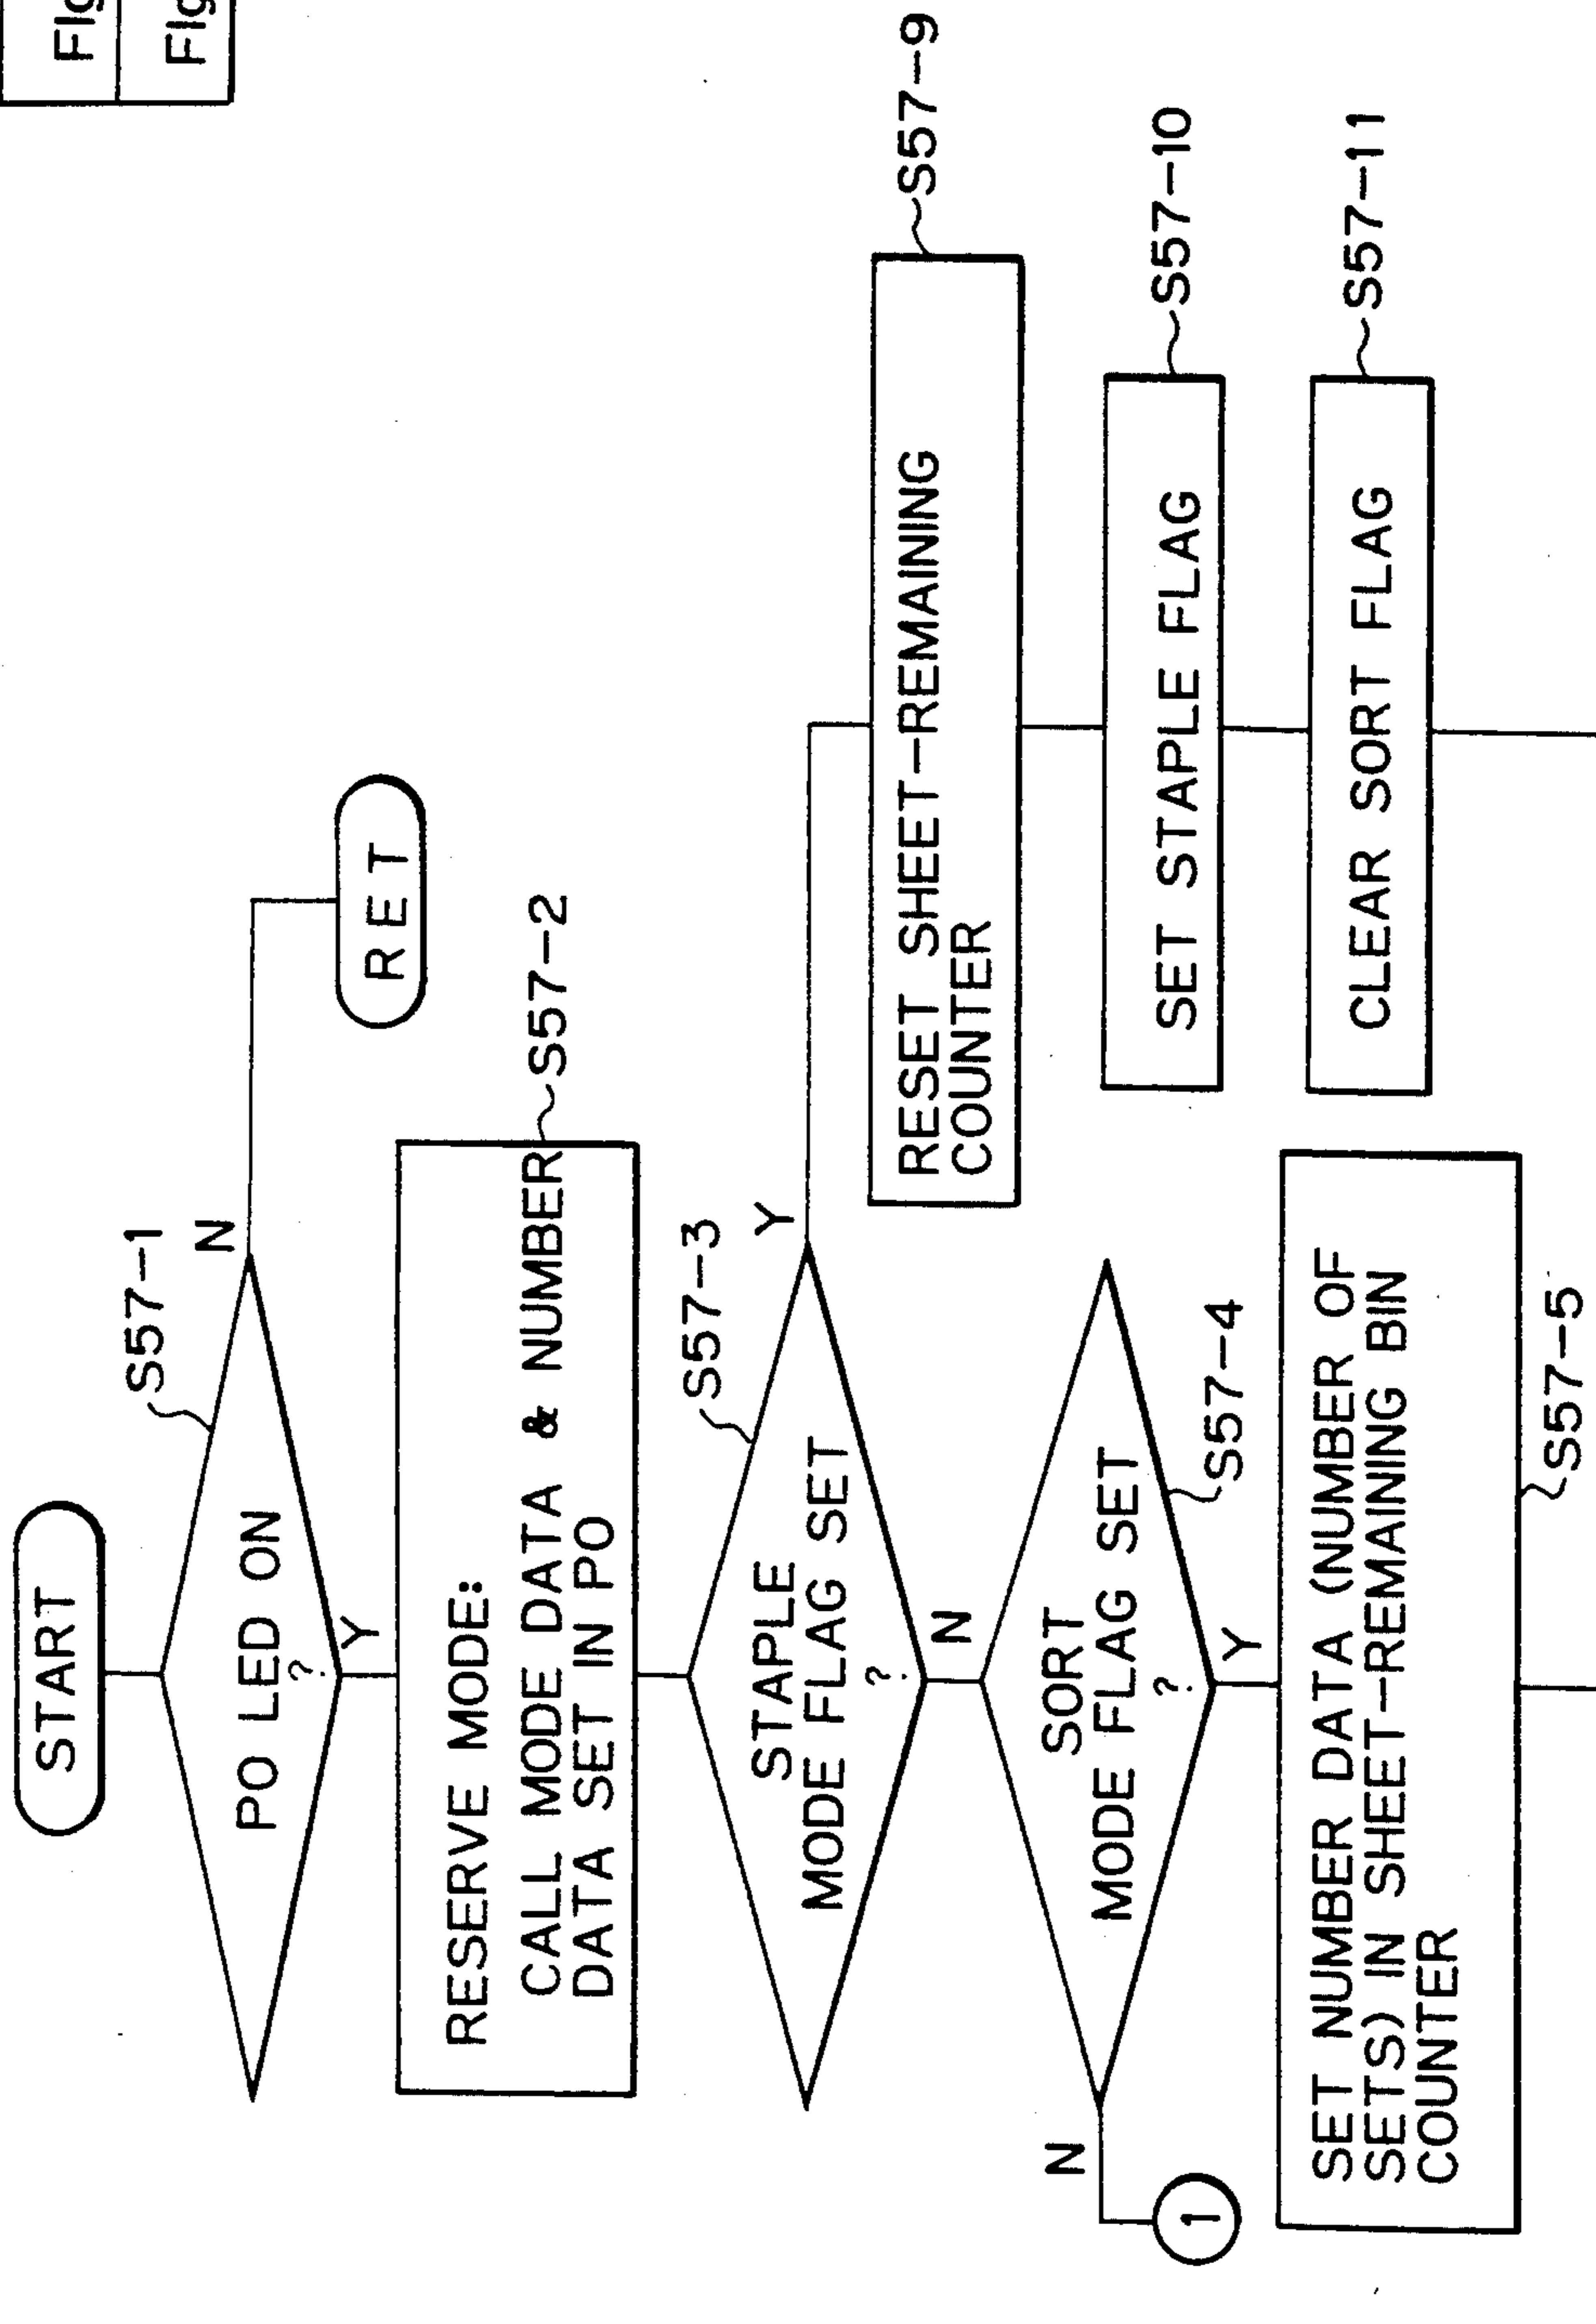 Fig
Fig
START
S57-1
PO LED ON
?
N
Y
RET
RESERVE MODE:
CALL MODE DATA & NUMBER
DATA SET IN PO
S57-2
STAPLE
MODE FLAG SET
?
S57-3
Y
N
RESET SHEET-REMAINING
COUNTER
S57-9
SORT
MODE FLAG SET
?
S57-4
N
1
Y
SET STAPLE FLAG
S57-10
SET NUMBER DATA (NUMBER OF
SETS) IN SHEET-REMAINING BIN
COUNTER
S57-5
CLEAR SORT FLAG
S57-11